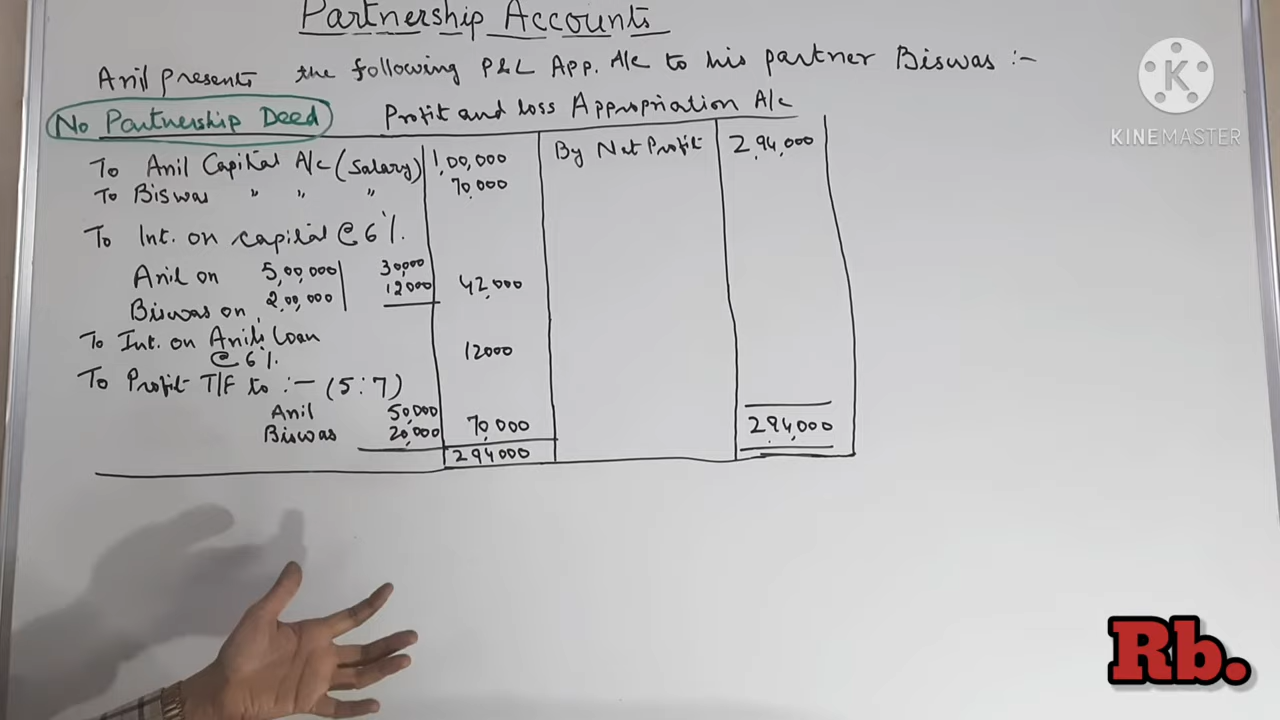 Partnership Accounts
Anil presents the following P&L App. A/c to his partner Biswas :-
No Partnership Deed
Profit and loss Appropriation A/c
To Anil Capital A/c (Salary) 1,00,000 By Net Profit 2,94,000
To Biswas " " " 70,000
To Int. on capital @ 6%.
Anil on 5,00,000 30,000
Biswas on 2,00,000 12000 42,000
To Int. on Anil's Loan
@ 6%. 12000
To Profit T/F to :- (5:7)
Anil 50,000
Biswas 20,000 70,000 294,000
294000
K
KINEMASTER
Rb.